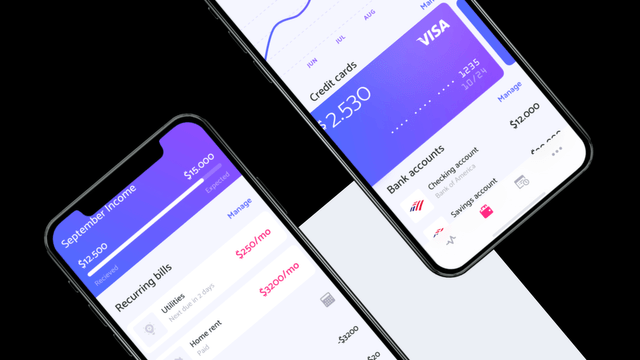 September Income
$12.500
$15.000
Recieved
Expected
Recurring bills
Manage
Utilities
Next due in 2 days
$250/mo
Home rent
Paid
$3200/mo
-$3200
$20
JUN
JUL
AUG
Credit cards
VISA
$2.530
1235
10/24
Manage
Bank accounts
Checking account
Bank of America
$12.000
Savings account